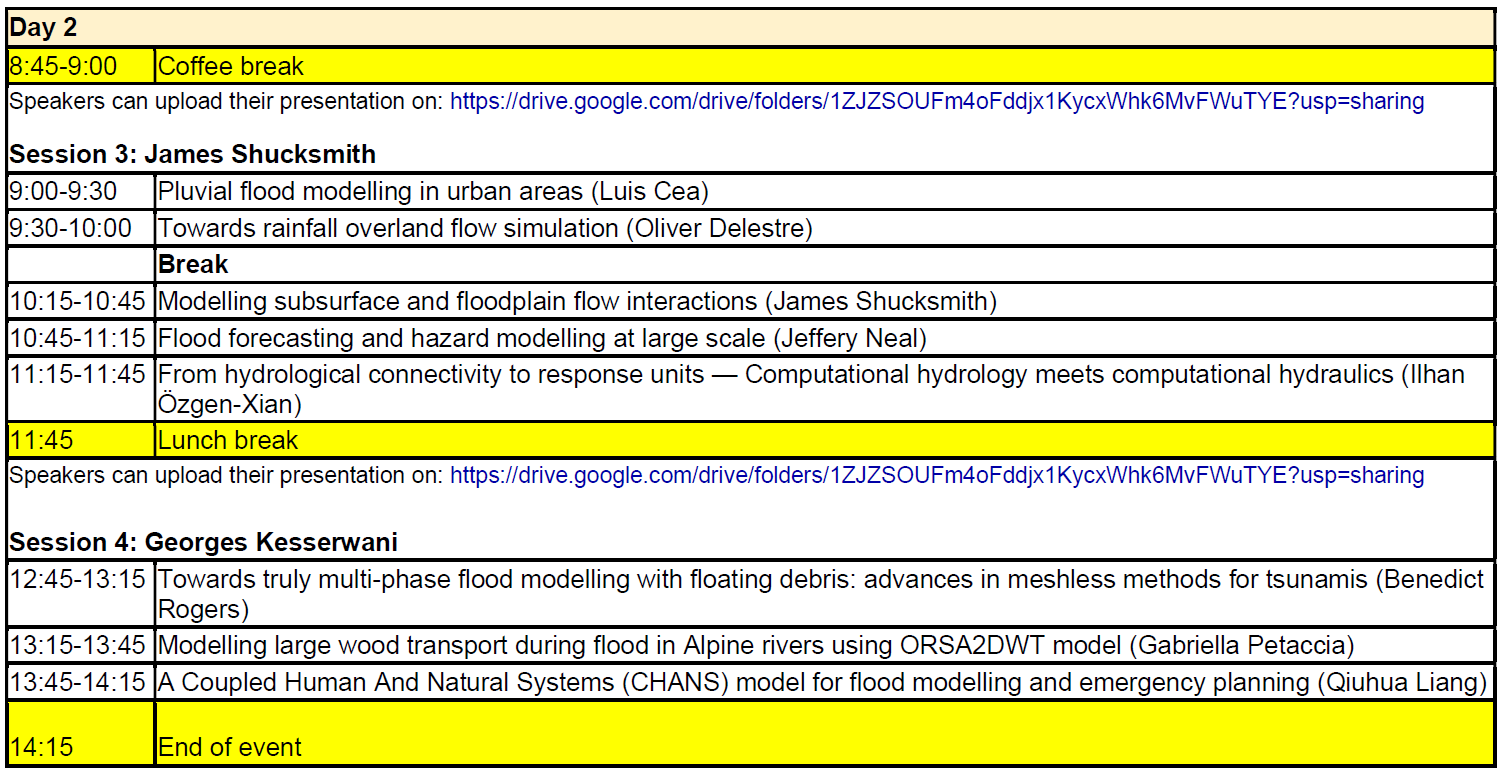 Day 2
8:45-9:00 Coffee break
Speakers can upload their presentation on: https://drive.google.com/drive/folders/1ZJZSOUFm4oFddjx1KycxWhk6MvFWuTYE?usp=sharing
Session 3: James Shucksmith
9:00-9:30 Pluvial flood modelling in urban areas (Luis Cea)
9:30-10:00 Towards rainfall overland flow simulation (Oliver Delestre)
Break
10:15-10:45 Modelling subsurface and floodplain flow interactions (James Shucksmith)
10:45-11:15 Flood forecasting and hazard modelling at large scale (Jeffery Neal)
11:15-11:45 From hydrological connectivity to response units — Computational hydrology meets computational hydraulics (Ilhan
Özgen-Xian)
11:45 Lunch break
Speakers can upload their presentation on: https://drive.google.com/drive/folders/1ZJZSOUFm4oFddjx1KycxWhk6MvFWuTYE?usp=sharing
Session 4: Georges Kesserwani
12:45-13:15 Towards truly multi-phase flood modelling with floating debris: advances in meshless methods for tsunamis (Benedict
Rogers)
13:15-13:45 Modelling large wood transport during flood in Alpine rivers using ORSA2DWT model (Gabriella Petaccia)
13:45-14:15 A Coupled Human And Natural Systems (CHANS) model for flood modelling and emergency planning (Qiuhua Liang)
14:15 End of event